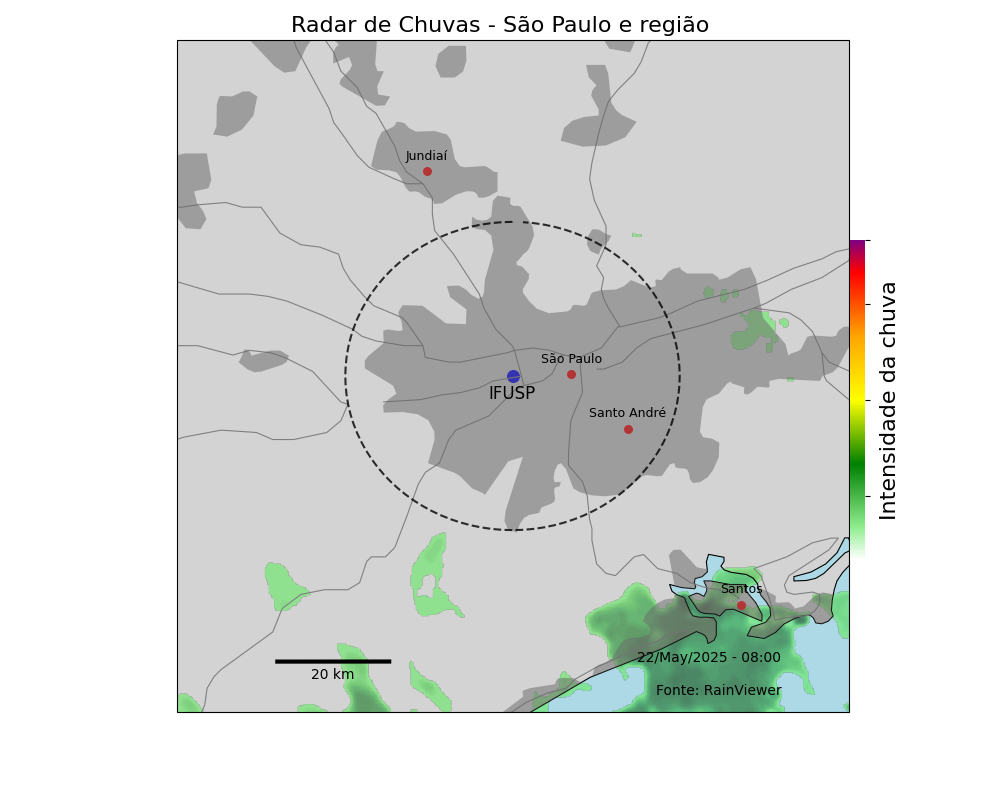 Radar de Chuvas - São Paulo e região
Jundiaí
São Paulo
IFUSP
Santo André
Intensidade da chuva
Santos
22/May/2025 - 08:00
20 km
Fonte: RainViewer